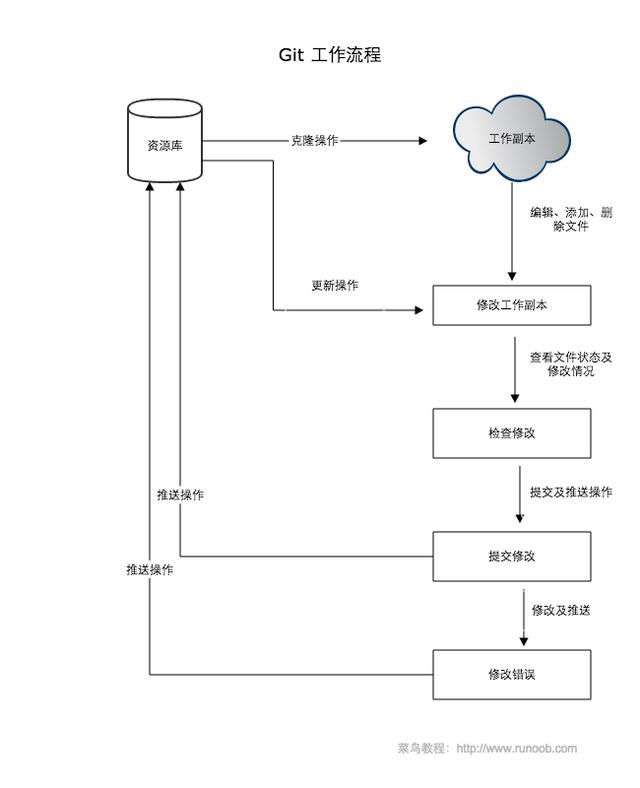 Git 工作流程
资源库
克隆操作
工作副本
编辑、添加、删
除文件
更新操作
修改工作副本
查看文件状态及
修改情况
检查修改
推送操作
提交及推送操作
提交修改
推送操作
修改及推送
修改错误
菜鸟教程：http://www.runoob.com